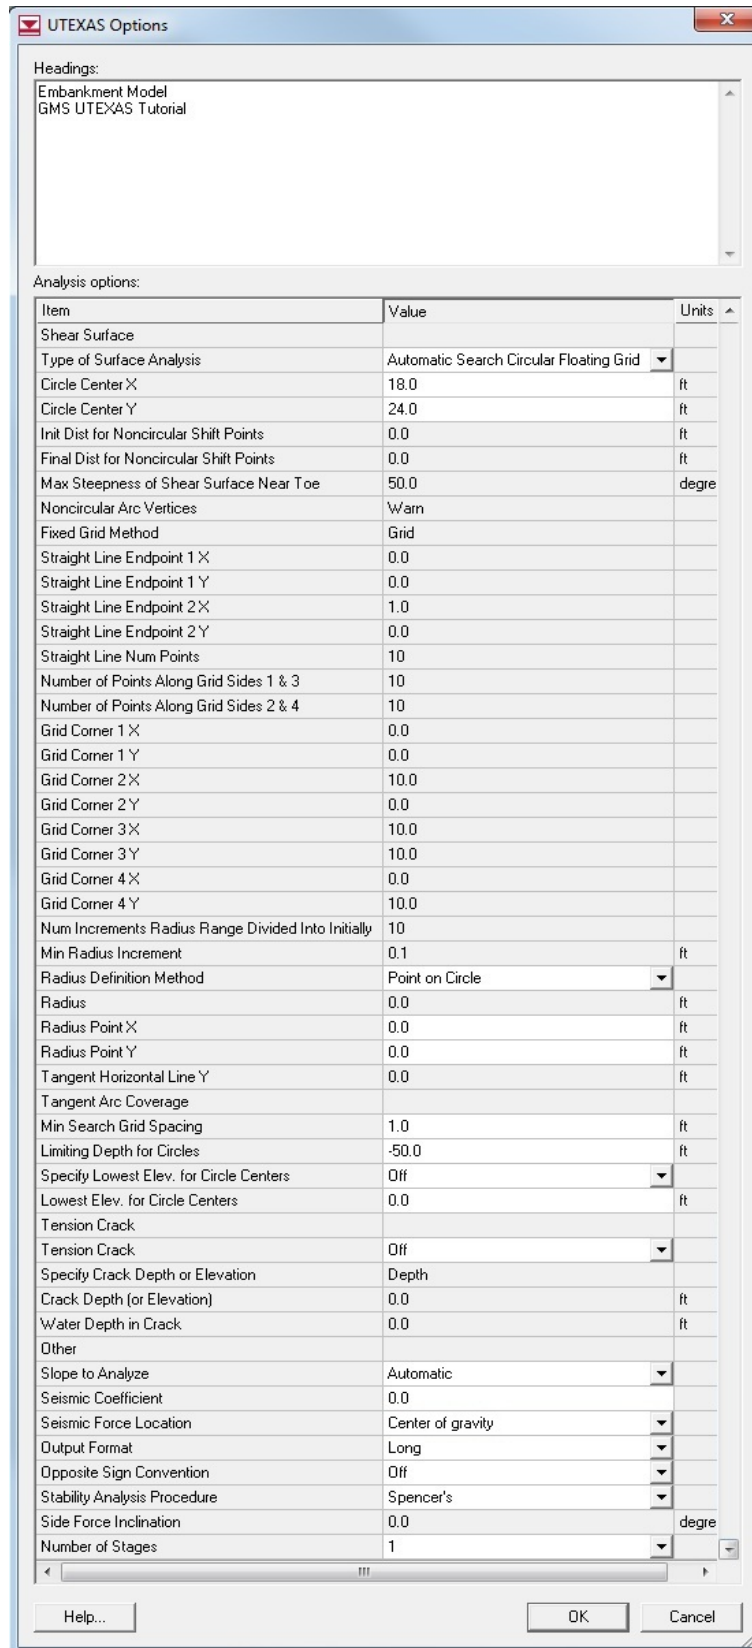 UTEXAS Options
Headings:
Embankment Model
GMS UTEXAS Tutorial
Analysis options:
Item Value Units
Shear Surface
Type of Surface Analysis Automatic Search Circular Floating Grid
Circle Center X 18.0 ft
Circle Center Y 24.0 ft
Init Dist for Noncircular Shift Points 0.0 ft
Final Dist for Noncircular Shift Points 0.0 ft
Max Steepness of Shear Surface Near Toe 50.0 degre
Noncircular Arc Vertices Warn
Fixed Grid Method Grid
Straight Line Endpoint 1 X 0.0
Straight Line Endpoint 1 Y 0.0
Straight Line Endpoint 2 X 1.0
Straight Line Endpoint 2 Y 0.0
Straight Line Num Points 10
Number of Points Along Grid Sides 1 & 3 10
Number of Points Along Grid Sides 2 & 4 10
Grid Corner 1 X 0.0
Grid Corner 1 Y 0.0
Grid Corner 2 X 10.0
Grid Corner 2 Y 0.0
Grid Corner 3 X 10.0
Grid Corner 3 Y 10.0
Grid Corner 4 X 0.0
Grid Corner 4 Y 10.0
Num Increments Radius Range Divided Into Initially 10
Min Radius Increment 0.1 ft
Radius Definition Method Point on Circle
Radius 0.0 ft
Radius Point X 0.0 ft
Radius Point Y 0.0 ft
Tangent Horizontal Line Y 0.0 ft
Tangent Arc Coverage
Min Search Grid Spacing 1.0 ft
Limiting Depth for Circles -50.0 ft
Specify Lowest Elev. for Circle Centers Off
Lowest Elev. for Circle Centers 0.0 ft
Tension Crack
Tension Crack Off
Specify Crack Depth or Elevation Depth
Crack Depth (or Elevation) 0.0 ft
Water Depth in Crack 0.0 ft
Other
Slope to Analyze Automatic
Seismic Coefficient 0.0
Seismic Force Location Center of gravity
Output Format Long
Opposite Sign Convention Off
Stability Analysis Procedure Spencer's
Side Force Inclination 0.0 degre
Number of Stages 1
Help... OK Cancel